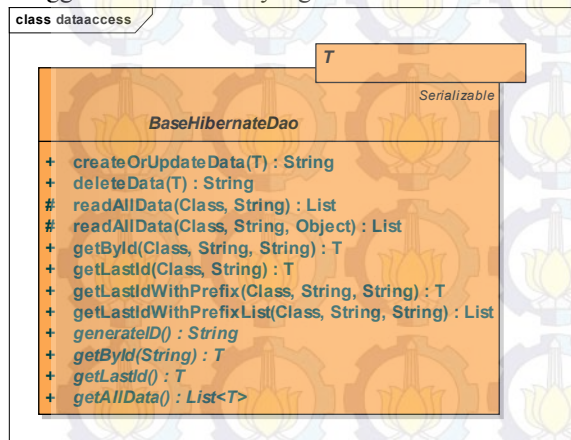 class dataaccess
T
Serializable
BaseHibernateDao
+ createOrUpdateData(T) : String
+ deleteData(T) : String
# readAllData(Class, String) : List
# readAllData(Class, String, Object) : List
+ getById(Class, String, String) : T
+ getLastId(Class, String) : T
+ getLastIdWithPrefix(Class, String, String) : T
+ getLastIdWithPrefixList(Class, String, String) : List
+ generateID() : String
+ getById(String) : T
+ getLastId() : T
+ getAllData() : List<T>